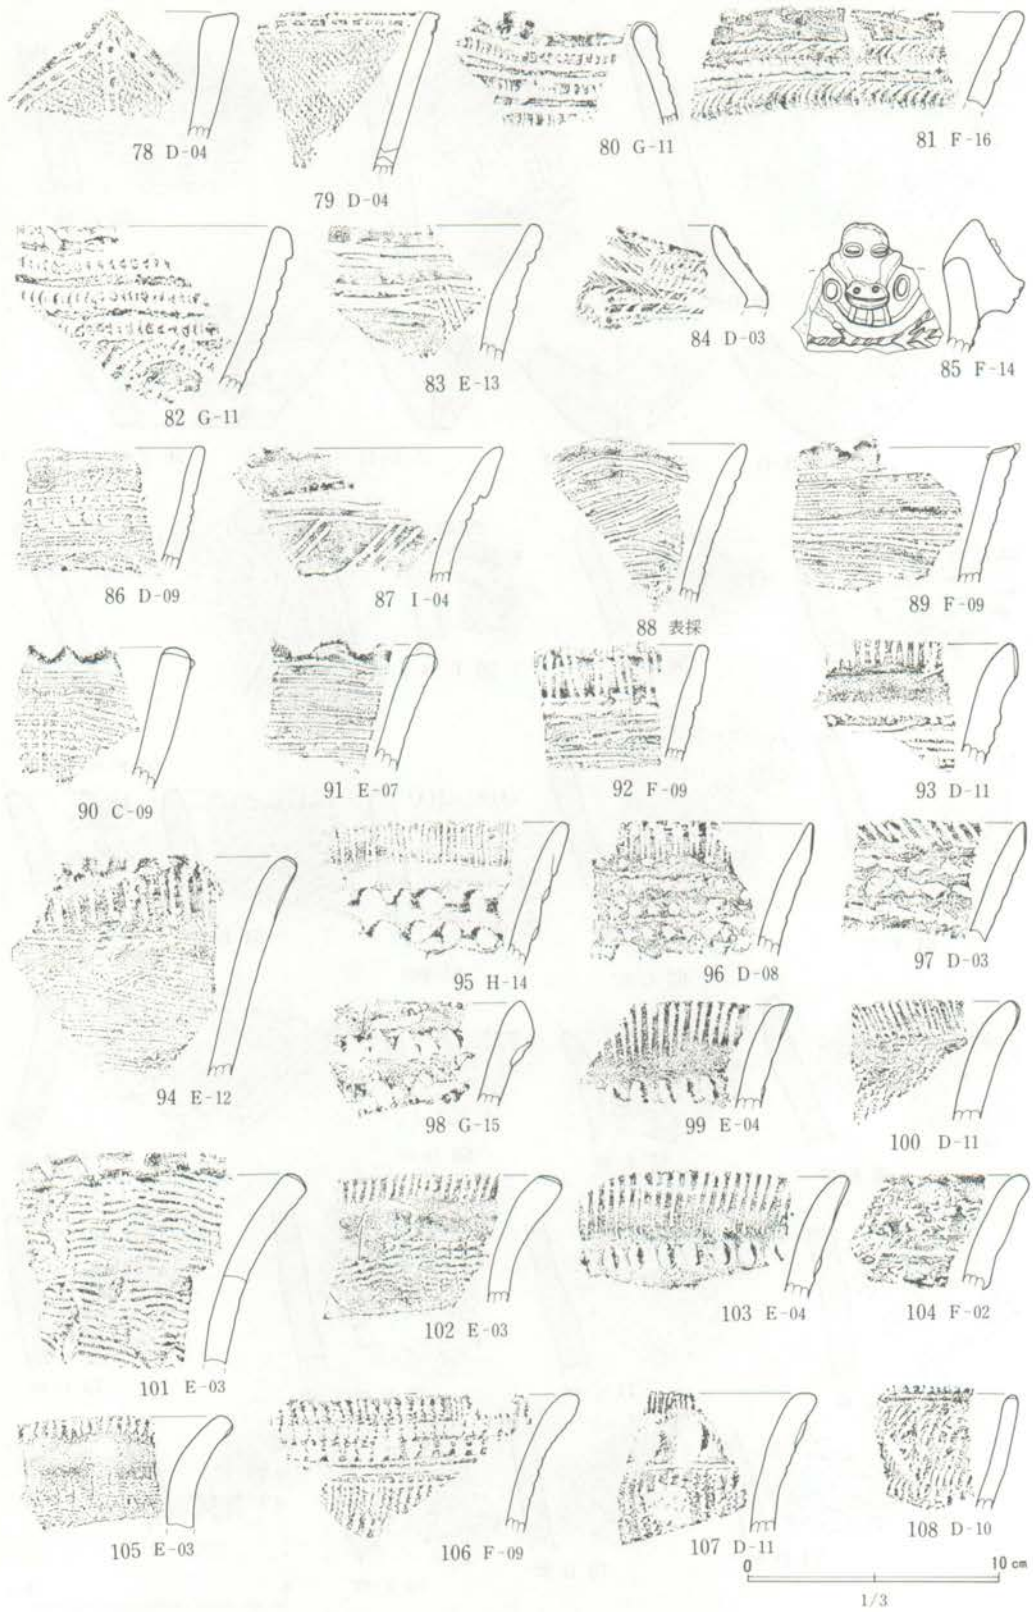 78 D-04
79 D-04
80 G-11
81 F-16
82 G-11
83 E-13
84 D-03
85 F-14
86 D-09
87 I-04
88 表採
89 F-09
90 C-09
91 E-07
92 F-09
93 D-11
94 E-12
95 H-14
96 D-08
97 D-03
98 G-15
99 E-04
100 D-11
101 E-03
102 E-03
103 E-04
104 F-02
105 E-03
106 F-09
107 D-11
108 D-10
0 10 cm
1/3